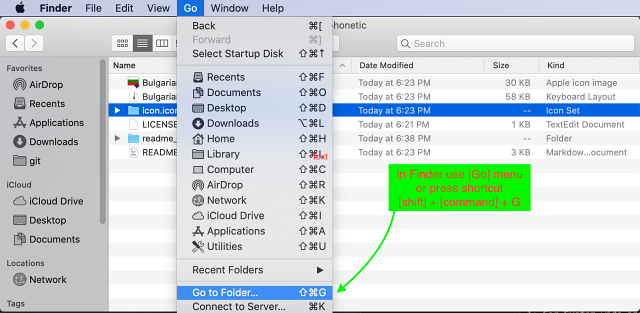 Finder File Edit View Go Window Help
phonetic
Search
Favorites
AirDrop
Recents
Applications
Downloads
git
iCloud
iCloud Drive
Desktop
Documents
Locations
Network
Tags
Back ⌘[
Forward ⌘]
Select Startup Disk ⇧⌘↑
Recents ⇧⌘F
Documents ⇧⌘O
Desktop ⇧⌘D
Downloads ⌥⌘L
Home ⇧⌘H
Library ⇧⌘L
text
Computer ⇧⌘C
AirDrop ⇧⌘R
Network ⇧⌘K
iCloud Drive ⇧⌘I
Applications ⇧⌘A
Utilities ⇧⌘U
Recent Folders
Go to Folder... ⇧⌘G
Connect to Server... ⌘K
Name Date Modified Size Kind
Bulgarian Today at 6:23 PM 30 KB Apple icon image
Bulgarian Today at 6:23 PM 58 KB Keyboard Layout
icon.ico Today at 6:23 PM -- Icon Set
LICENSE Today at 6:21 PM 1 KB TextEdit Document
readme_ Today at 6:38 PM -- Folder
README Today at 6:23 PM 3 KB Markdow...ocument
In Finder use [Go] menu
or press shortcut
[shift] + [command] + G